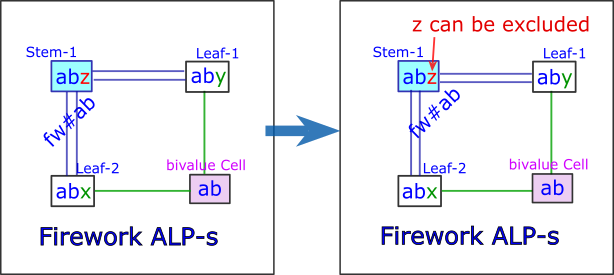 Stem-1
Leaf-1
abz
aby
fw#ab
Leaf-2
bivalue Cell
abx
ab
Firework ALP-s
z can be excluded
Stem-1
Leaf-1
abz
aby
fw#ab
Leaf-2
bivalue Cell
abx
ab
Firework ALP-s